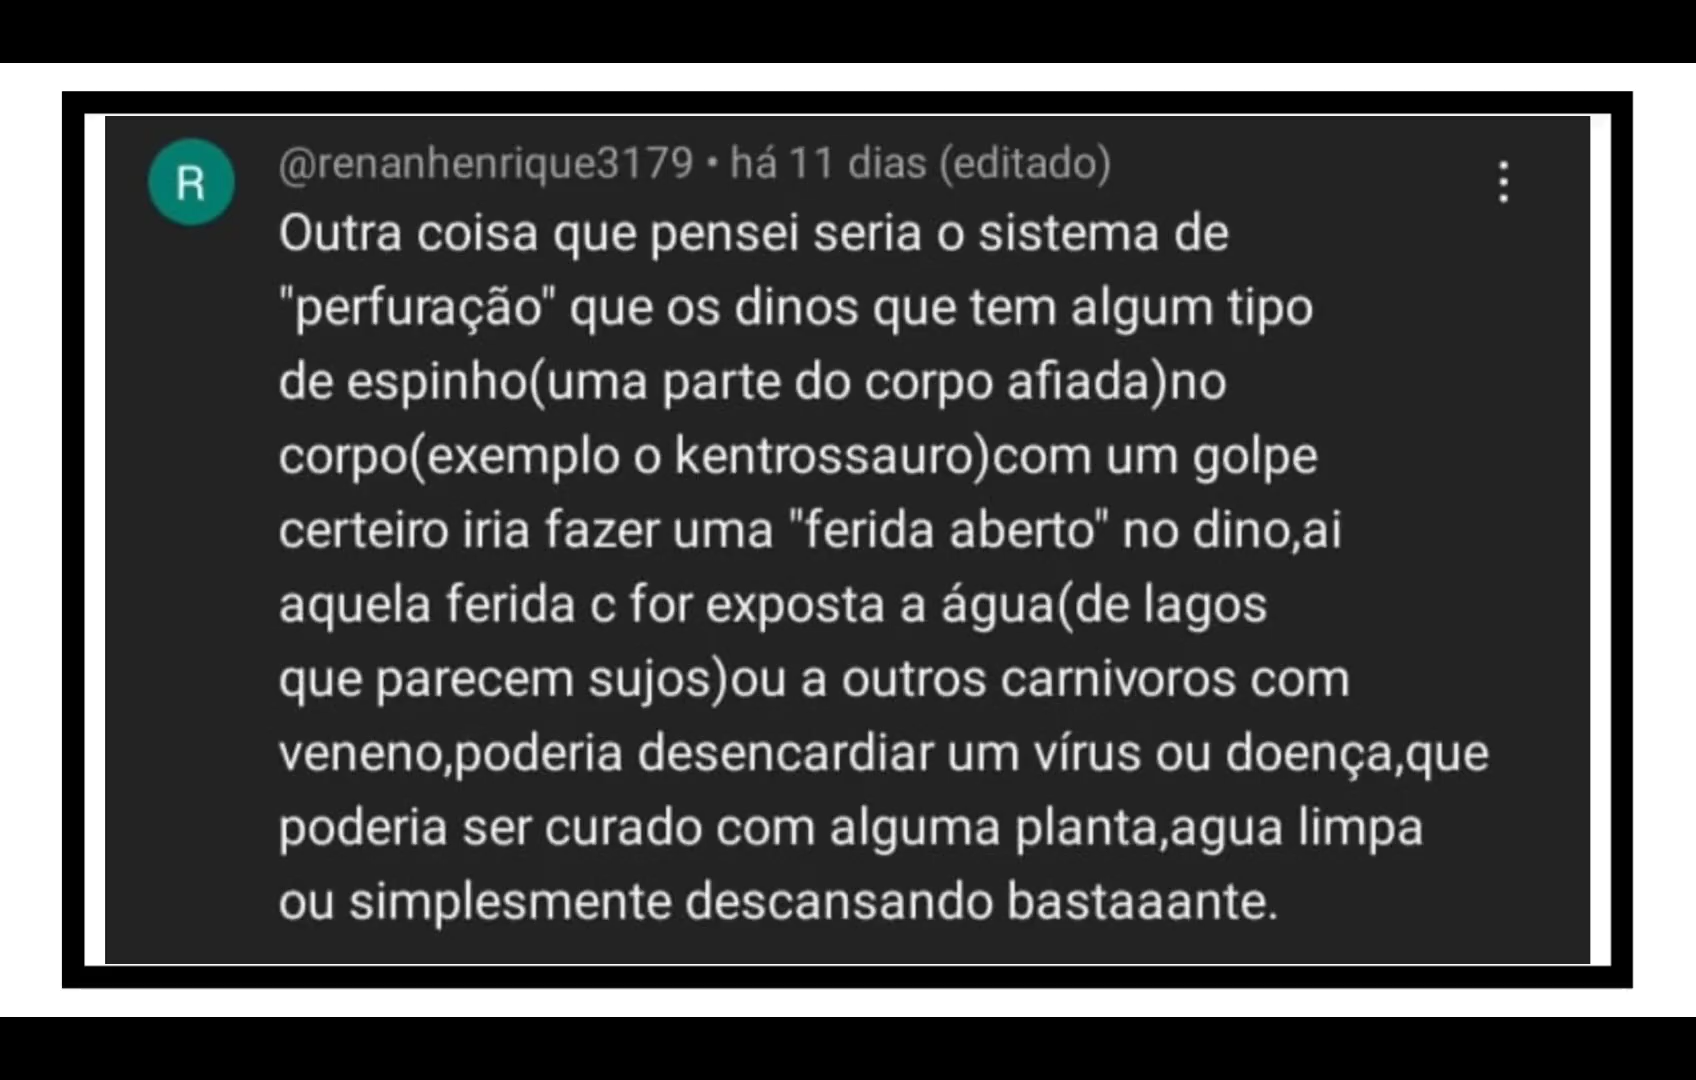 R
@renanhenrique3179 • há 11 dias (editado)
Outra coisa que pensei seria o sistema de
"perfuração" que os dinos que tem algum tipo
de espinho(uma parte do corpo afiada)no
corpo(exemplo o kentrossauro)com um golpe
certeiro iria fazer uma "ferida aberto" no dino,ai
aquela ferida c for exposta a água(de lagos
que parecem sujos)ou a outros carnivoros com
veneno,poderia desencardiar um vírus ou doença,que
poderia ser curado com alguma planta,agua limpa
ou simplesmente descansando bastaaante.